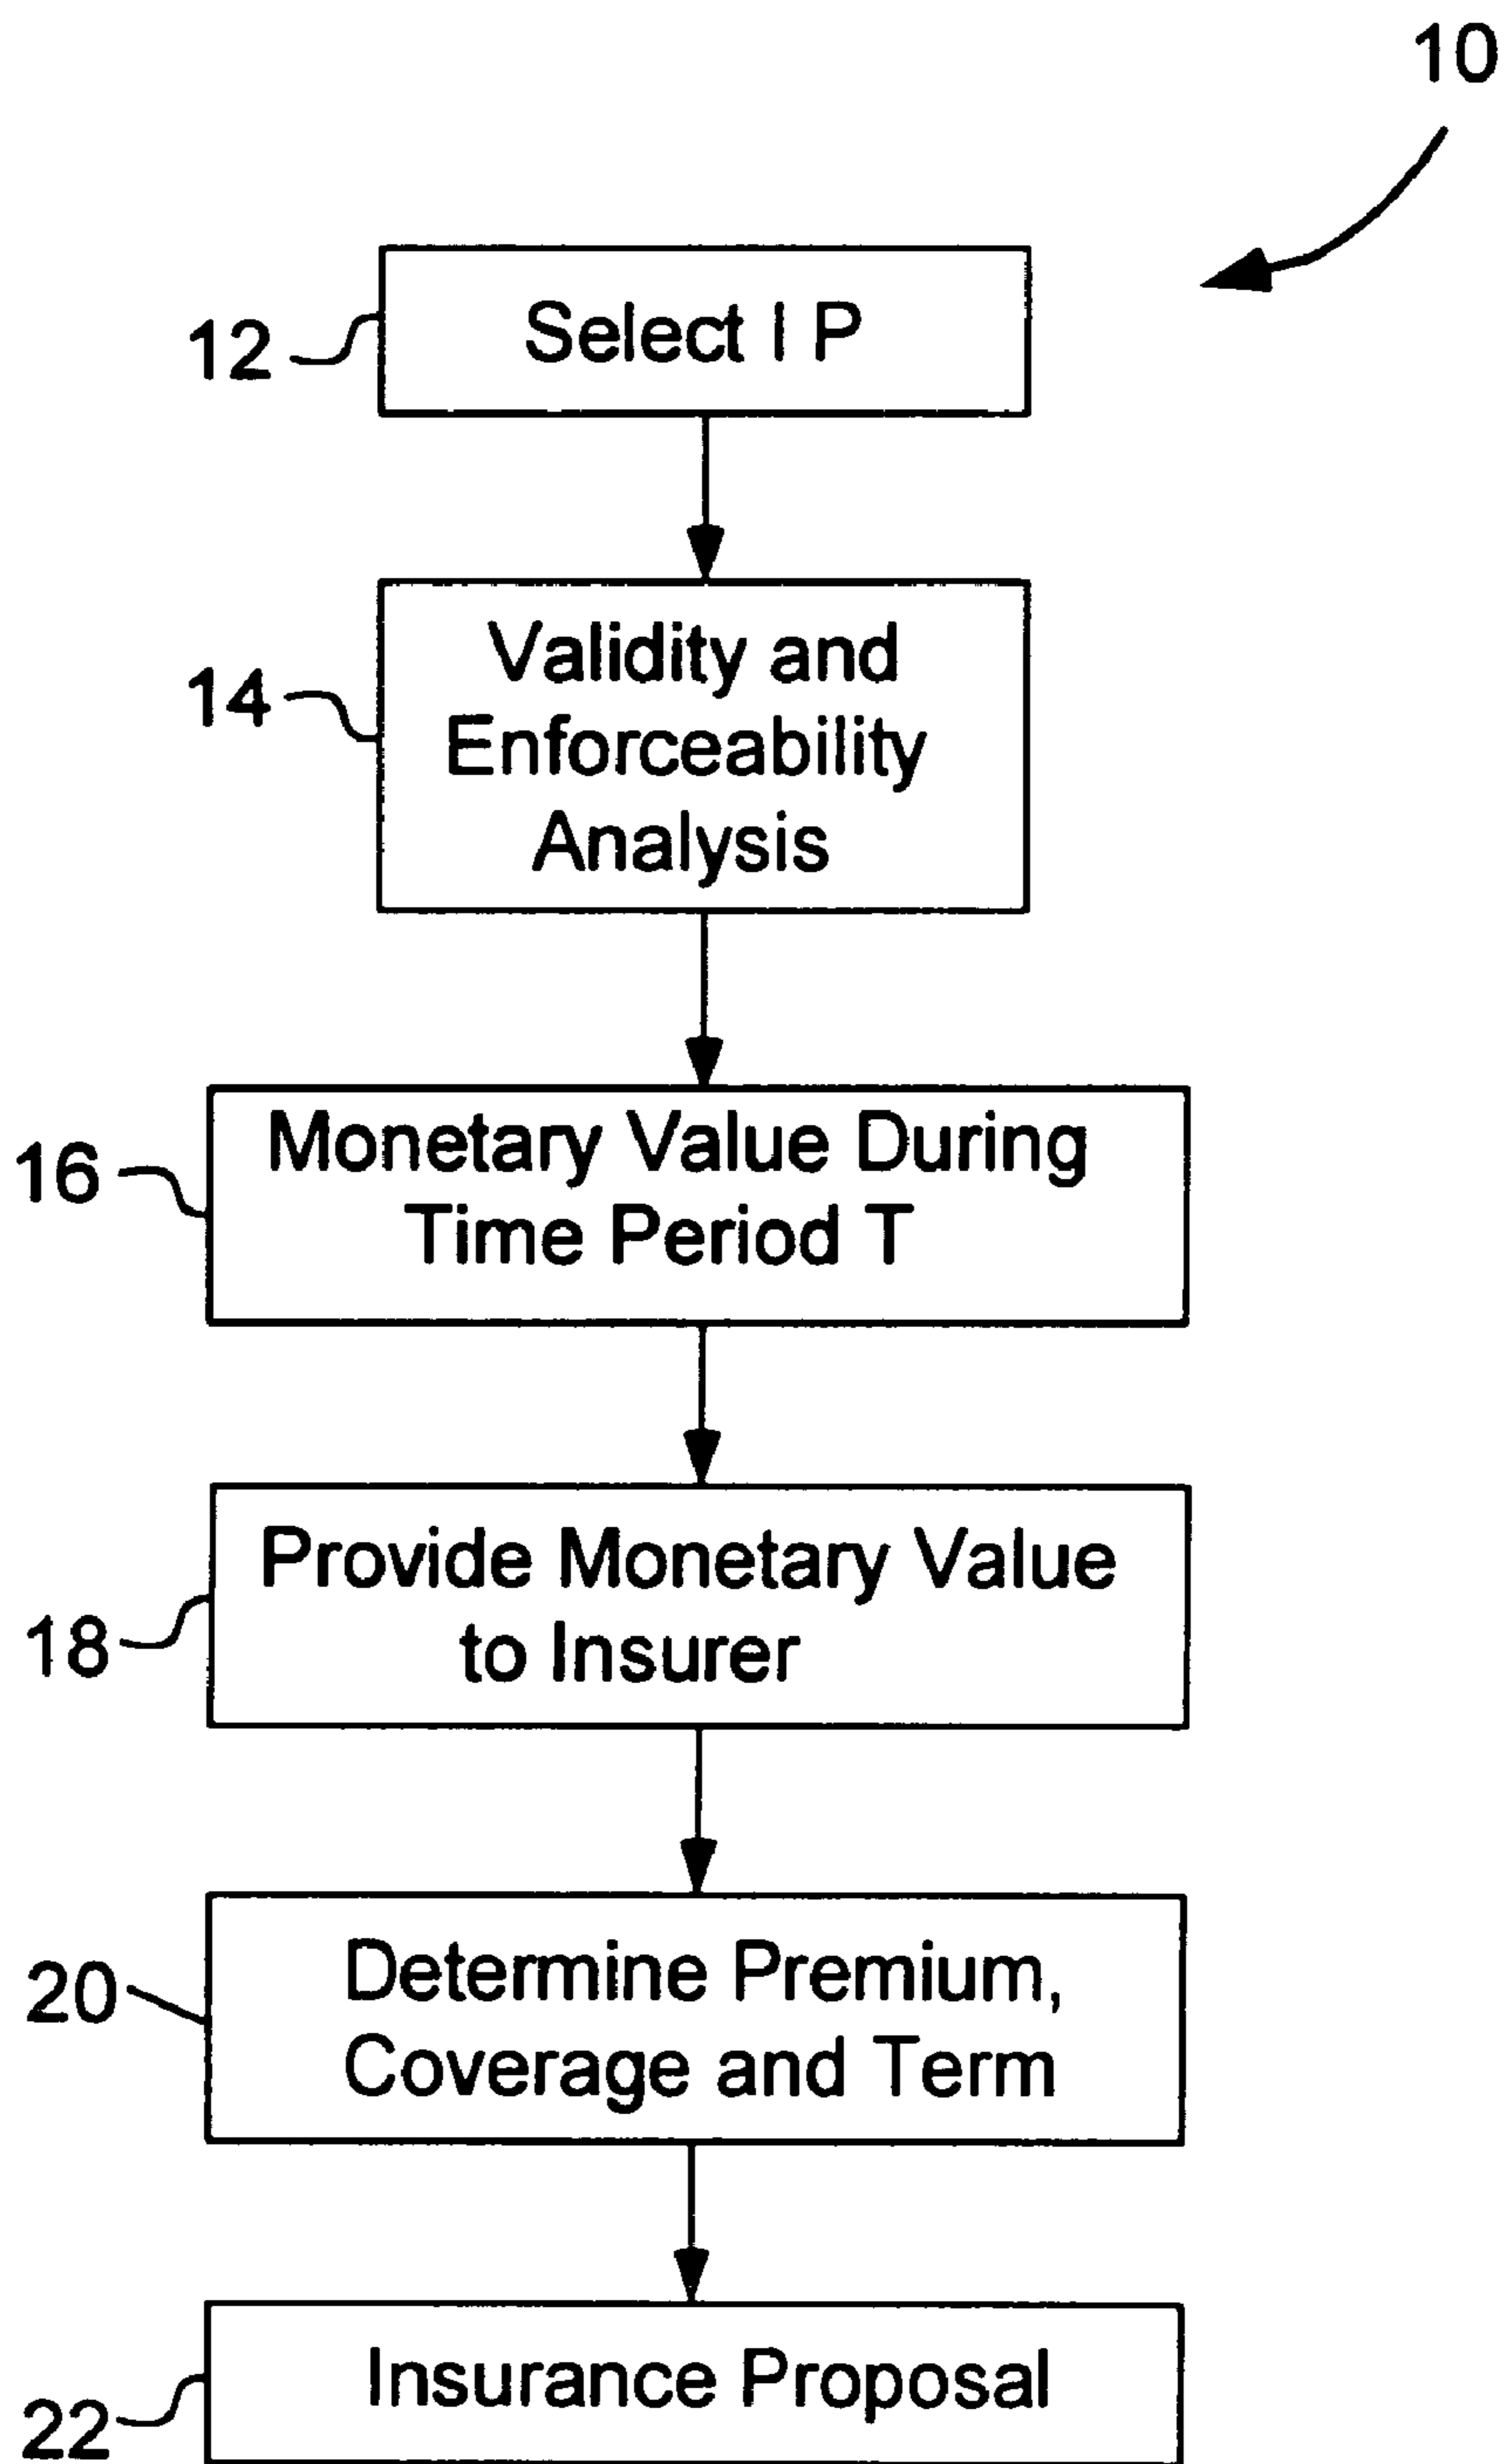 10
12
Select I P
14
Validity and
Enforceability
Analysis
16
Monetary Value During
Time Period T
18
Provide Monetary Value
to Insurer
20
Determine Premium,
Coverage and Term
22
Insurance Proposal